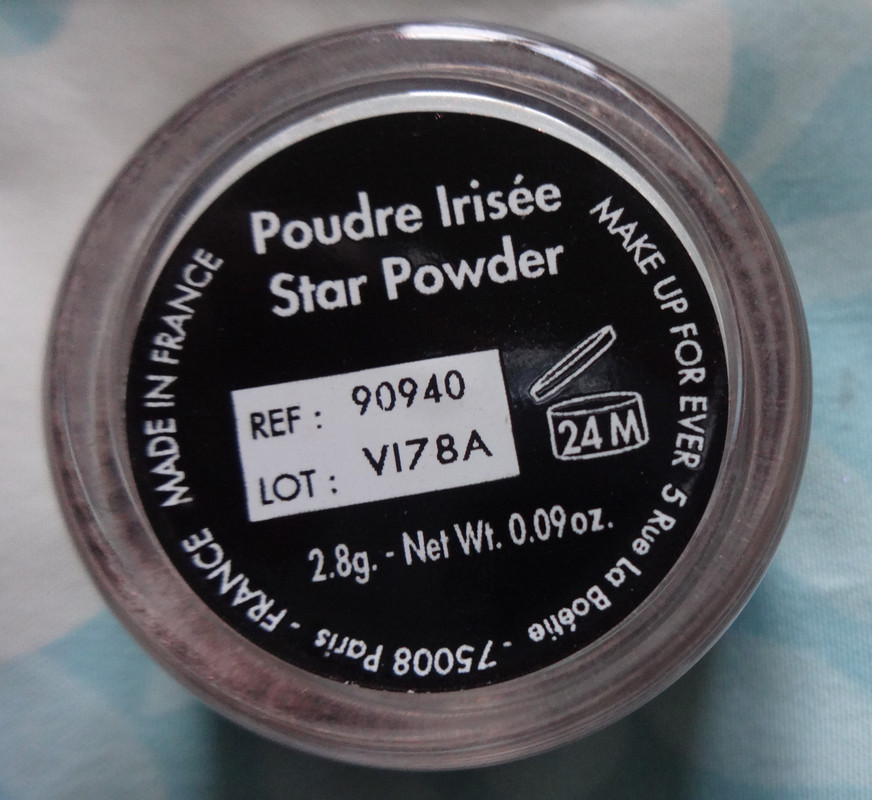 Poudre Irisée
Star Powder
REF : 90940
LOT : VI78A
24 M
2.8g. - Net Wt. 0.09oz.
MADE IN FRANCE
MAKE UP FOR EVER 5 Rue La Boëtie - 75008 Paris - FRANCE